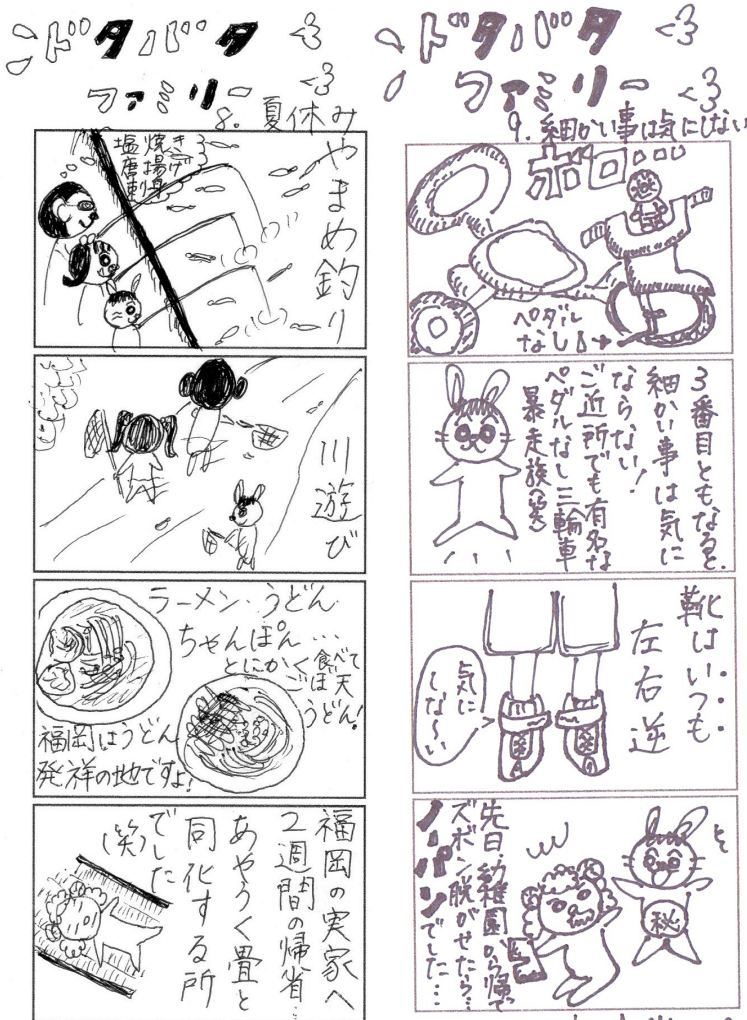 ドタバタ
ファミリー
8. 夏休み
やまめ釣り
塩焼き
唐揚げ
刺身
川遊び
ラーメン・うどん
ちゃんぽん…
とにかく食べて
ごぼ天
うどん!
福岡はうどん
発祥の地ですよ!
福岡の実家へ
2週間の帰省…
あやうく畳と
同化する所
でした
(笑)
ドタバタ
ファミリー
9. 細かい事は気にしない
ボロ…
ペダル
なし
3番目ともなると、
細かい事は気に
ならない!
ご近所でも有名な
ペダルなし三輪車
暴走族(笑)
靴はいつも
左右逆
気に
しな〜い
先日、幼稚園から帰って
ズボン脱がせたら…
ノーパンでした…
秘